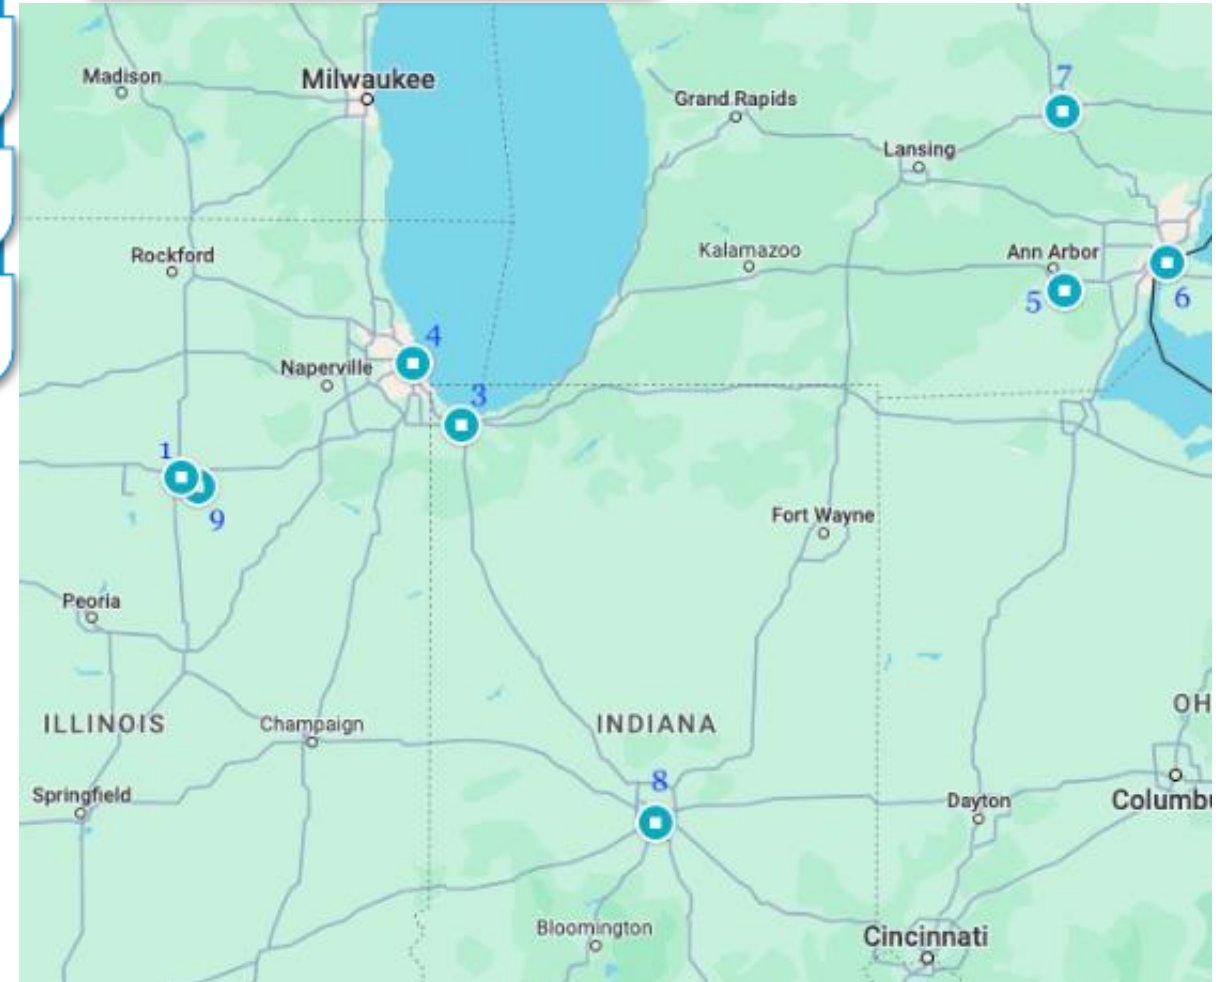 7
Madison
Milwaukee
Grand Rapids
Lansing
Rockford
Kalamazoo
Ann Arbor
5
6
4
Naperville
3
1
9
Fort Wayne
Peoria
OH
ILLINOIS
Champaign
INDIANA
8
Springfield
Dayton
Columbu
Bloomington
Cincinnati